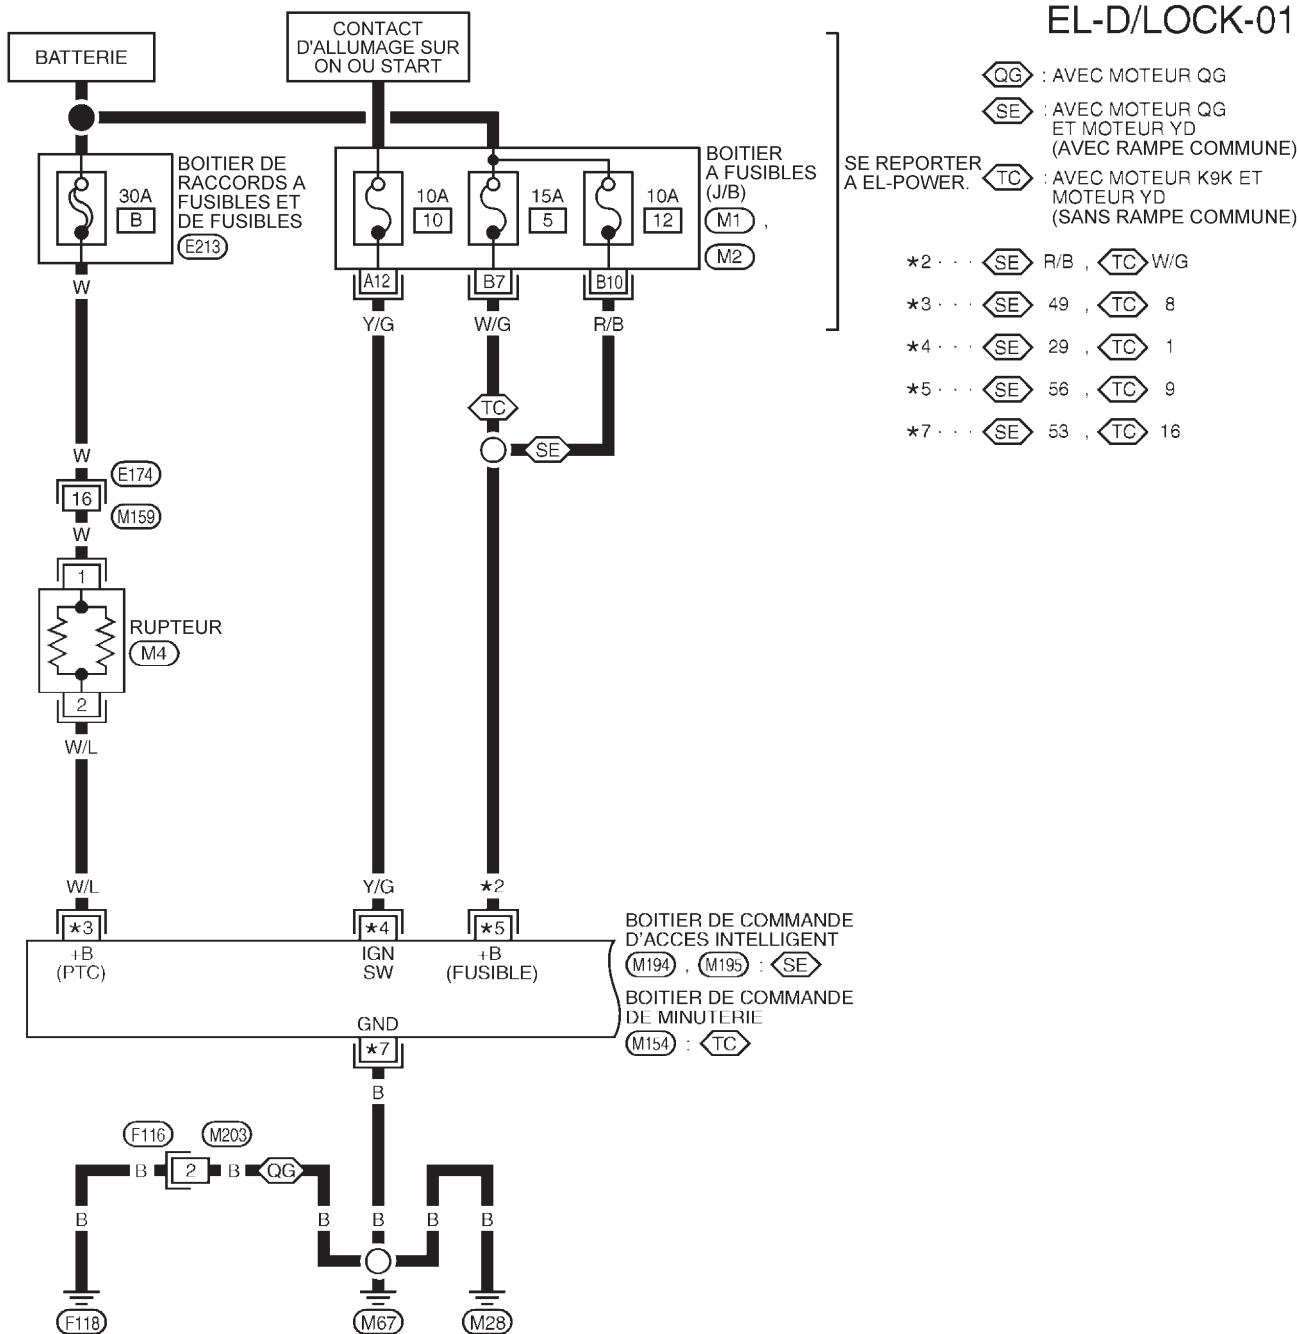 EL-D/LOCK-01
BATTERIE
CONTACT
D'ALLUMAGE SUR
ON OU START
QG : AVEC MOTEUR QG
SE : AVEC MOTEUR QG
ET MOTEUR YD
(AVEC RAMPE COMMUNE)
TC : AVEC MOTEUR K9K ET
MOTEUR YD
(SANS RAMPE COMMUNE)
SE REPORTER
A EL-POWER.
BOITIER DE
RACCORDS A
FUSIBLES ET
DE FUSIBLES
E213
30A
B
10A
10
15A
5
10A
12
BOITIER
A FUSIBLES
(J/B)
M1 ,
M2
★2 · · · SE R/B , TC W/G
★3 · · · SE 49 , TC 8
★4 · · · SE 29 , TC 1
★5 · · · SE 56 , TC 9
★7 · · · SE 53 , TC 16
W
A12
B7
B10
Y/G
W/G
R/B
TC
SE
W
E174
16
M159
W
1
RUPTEUR
M4
2
W/L
W/L
Y/G
★2
★3
★4
★5
+B
(PTC)
IGN
SW
+B
(FUSIBLE)
BOITIER DE COMMANDE
D'ACCES INTELLIGENT
M194 , M195 : SE
BOITIER DE COMMANDE
DE MINUTERIE
M154 : TC
GND
★7
B
F116
M203
B
2
B
QG
B
B
B
B
B
F118
M67
M28